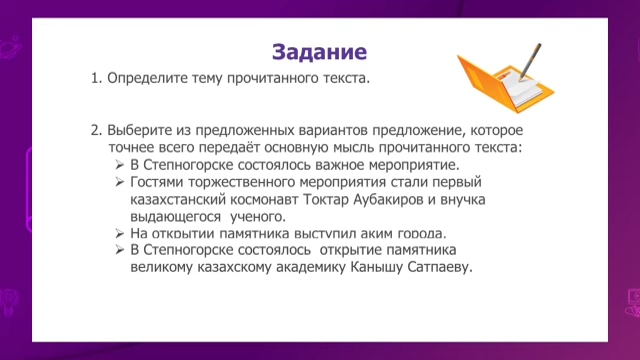 Задание
1. Определите тему прочитанного текста.
2. Выберите из предложенных вариантов предложение, которое
точнее всего передаёт основную мысль прочитанного текста:
➢ В Степногорске состоялось важное мероприятие.
➢ Гостями торжественного мероприятия стали первый
казахстанский космонавт Токтар Аубакиров и внучка
выдающегося ученого.
➢ На открытии памятника выступил аким города.
➢ В Степногорске состоялось открытие памятника
великому казахскому академику Канышу Сатпаеву.